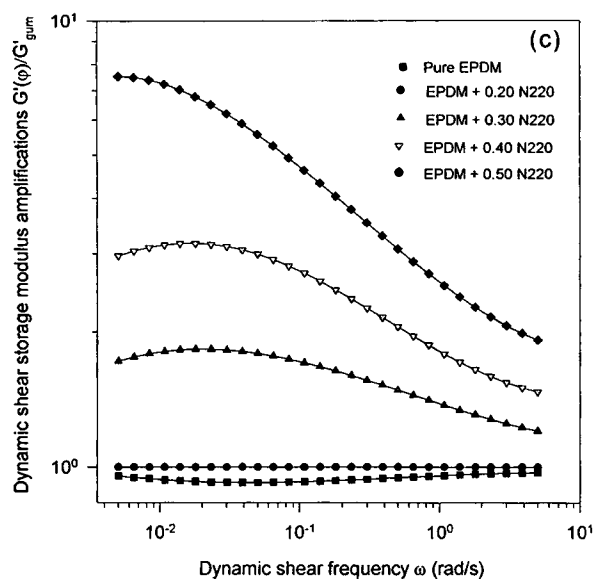 10¹
(c)
Pure EPDM
EPDM + 0.20 N220
EPDM + 0.30 N220
EPDM + 0.40 N220
EPDM + 0.50 N220
Dynamic shear storage modulus amplifications G'(φ)/G'gum
10⁰
10⁻² 10⁻¹ 10⁰ 10¹
Dynamic shear frequency ω (rad/s)